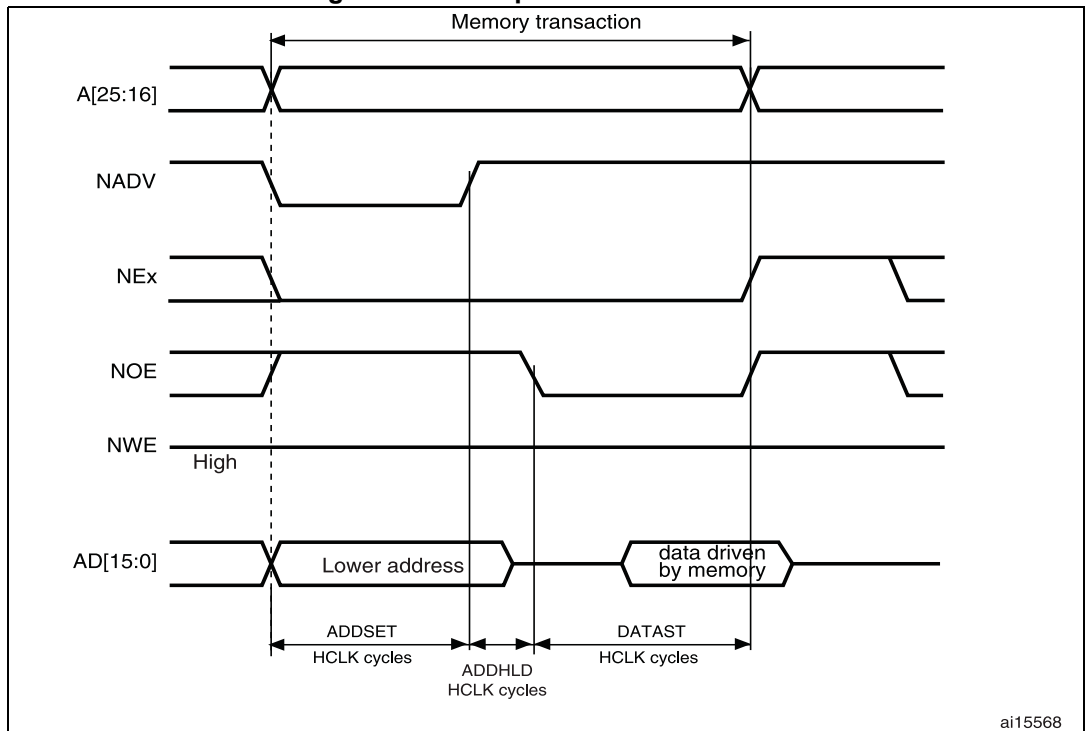 Memory transaction
A[25:16]
NADV
NEx
NOE
NWE
High
AD[15:0]
Lower address
data driven
by memory
ADDSET
HCLK cycles
ADDHLD
HCLK cycles
DATAST
HCLK cycles
ai15568